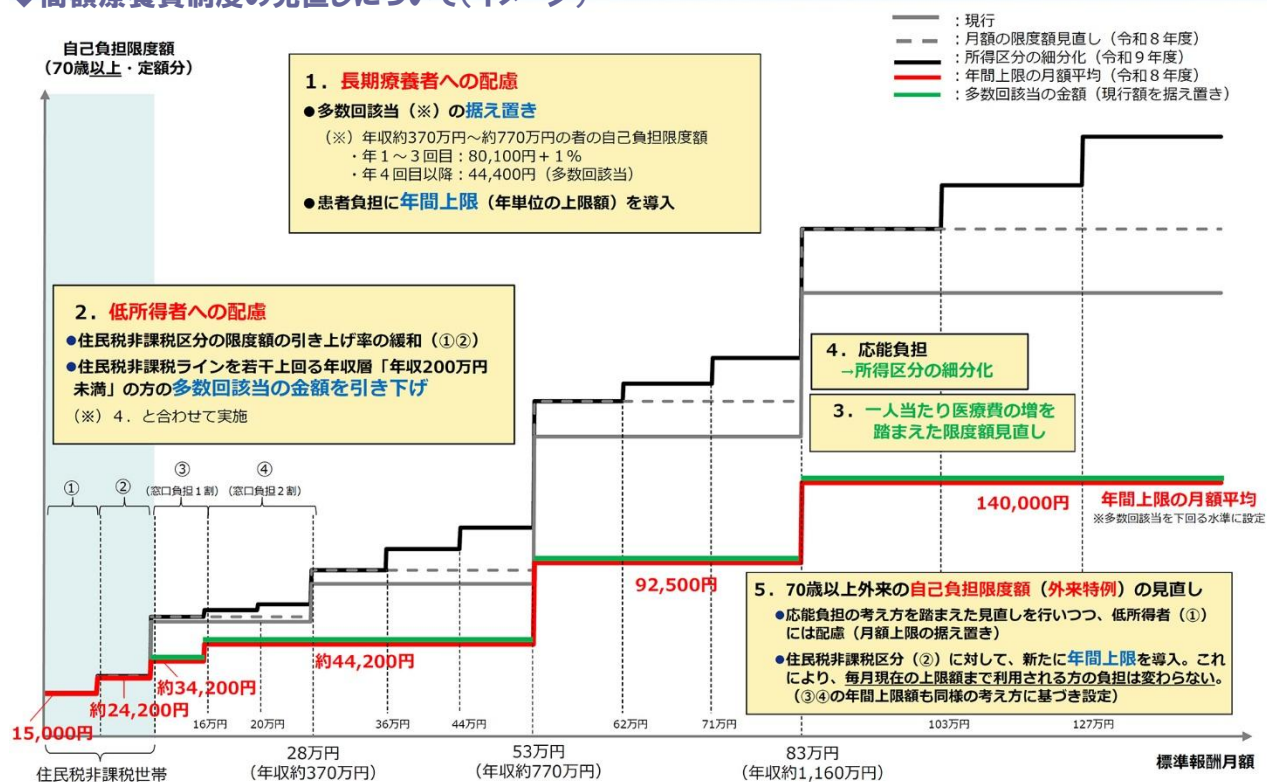 ◆高額療養費制度の見直しについて(イメージ)
：現行
：月額の限度額見直し（令和８年度）
：所得区分の細分化（令和９年度）
：年間上限の月額平均（令和８年度）
：多数回該当の金額（現行額を据え置き）
自己負担限度額
（70歳以上・定額分）
１．長期療養者への配慮
●多数回該当（※）の据え置き
（※）年収約370万円～約770万円の者の自己負担限度額
・年１～３回目：80,100円＋１％
・年４回目以降：44,400円（多数回該当）
●患者負担に年間上限（年単位の上限額）を導入
２．低所得者への配慮
●住民税非課税区分の限度額の引き上げ率の緩和（①②）
●住民税非課税ラインを若干上回る年収層「年収200万円
未満」の方の多数回該当の金額を引き下げ
（※）４．と合わせて実施
４．応能負担
→所得区分の細分化
３．一人当たり医療費の増を
踏まえた限度額見直し
① ② ③ ④
（窓口負担１割）（窓口負担２割）
140,000円
年間上限の月額平均
※多数回該当を下回る水準に設定
92,500円
約44,200円
約34,200円
約24,200円
15,000円
５．70歳以上外来の自己負担限度額（外来特例）の見直し
●応能負担の考え方を踏まえた見直しを行いつつ、低所得者（①）
には配慮（月額上限の据え置き）
●住民税非課税区分（②）に対して、新たに年間上限を導入。これ
により、毎月現在の上限額まで利用される方の負担は変わらない。
（③④の年間上限額も同様の考え方に基づき設定）
16万円 20万円 36万円 44万円 62万円 71万円 103万円 127万円
28万円 53万円 83万円
（年収約370万円） （年収約770万円） （年収約1,160万円）
住民税非課税世帯
標準報酬月額